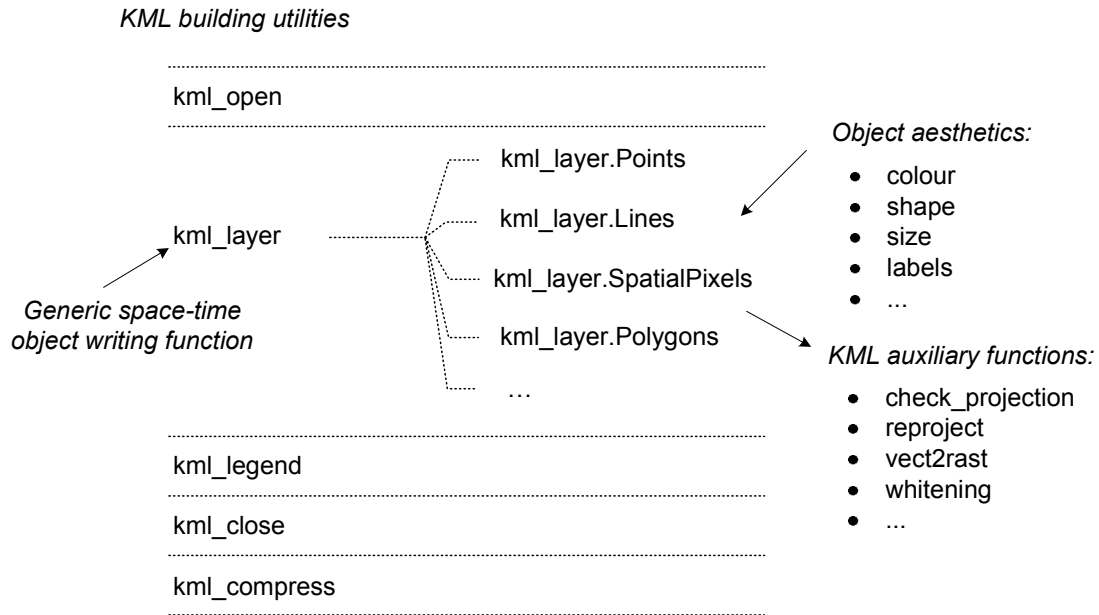 KML building utilities
kml_open
kml_layer
Generic space-time
object writing function
kml_layer.Points
kml_layer.Lines
kml_layer.SpatialPixels
kml_layer.Polygons
...
Object aesthetics:
● colour
● shape
● size
● labels
● ...
KML auxiliary functions:
● check_projection
● reproject
● vect2rast
● whitening
● ...
kml_legend
kml_close
kml_compress